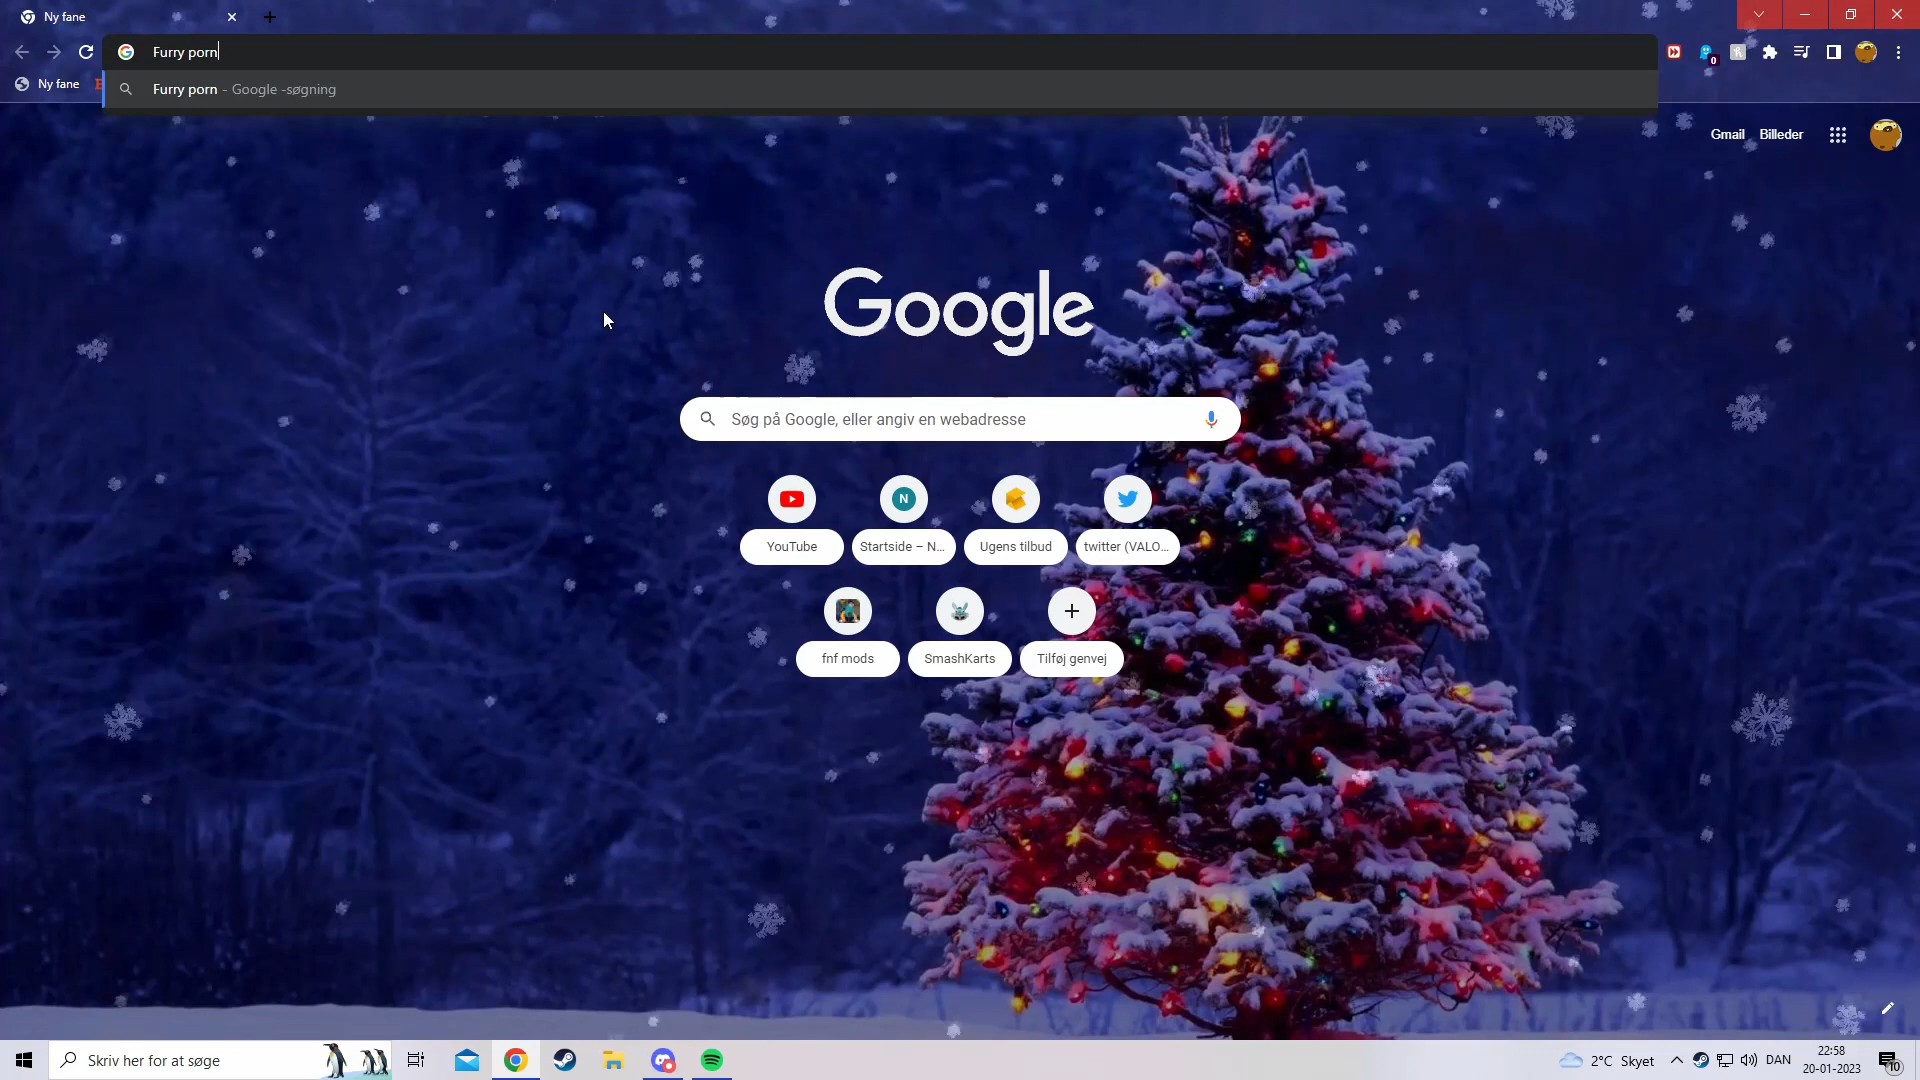 Ny fane
Furry porn
Ny fane
Furry porn - Google -søgning
0
Gmail Billeder
Google
Søg på Google, eller angiv en webadresse
N
YouTube
Startside – N...
Ugens tilbud
twitter (VALO...
fnf mods
SmashKarts
Tilføj genvej
Skriv her for at søge
2°C Skyet
DAN
22:58
20-01-2023
10